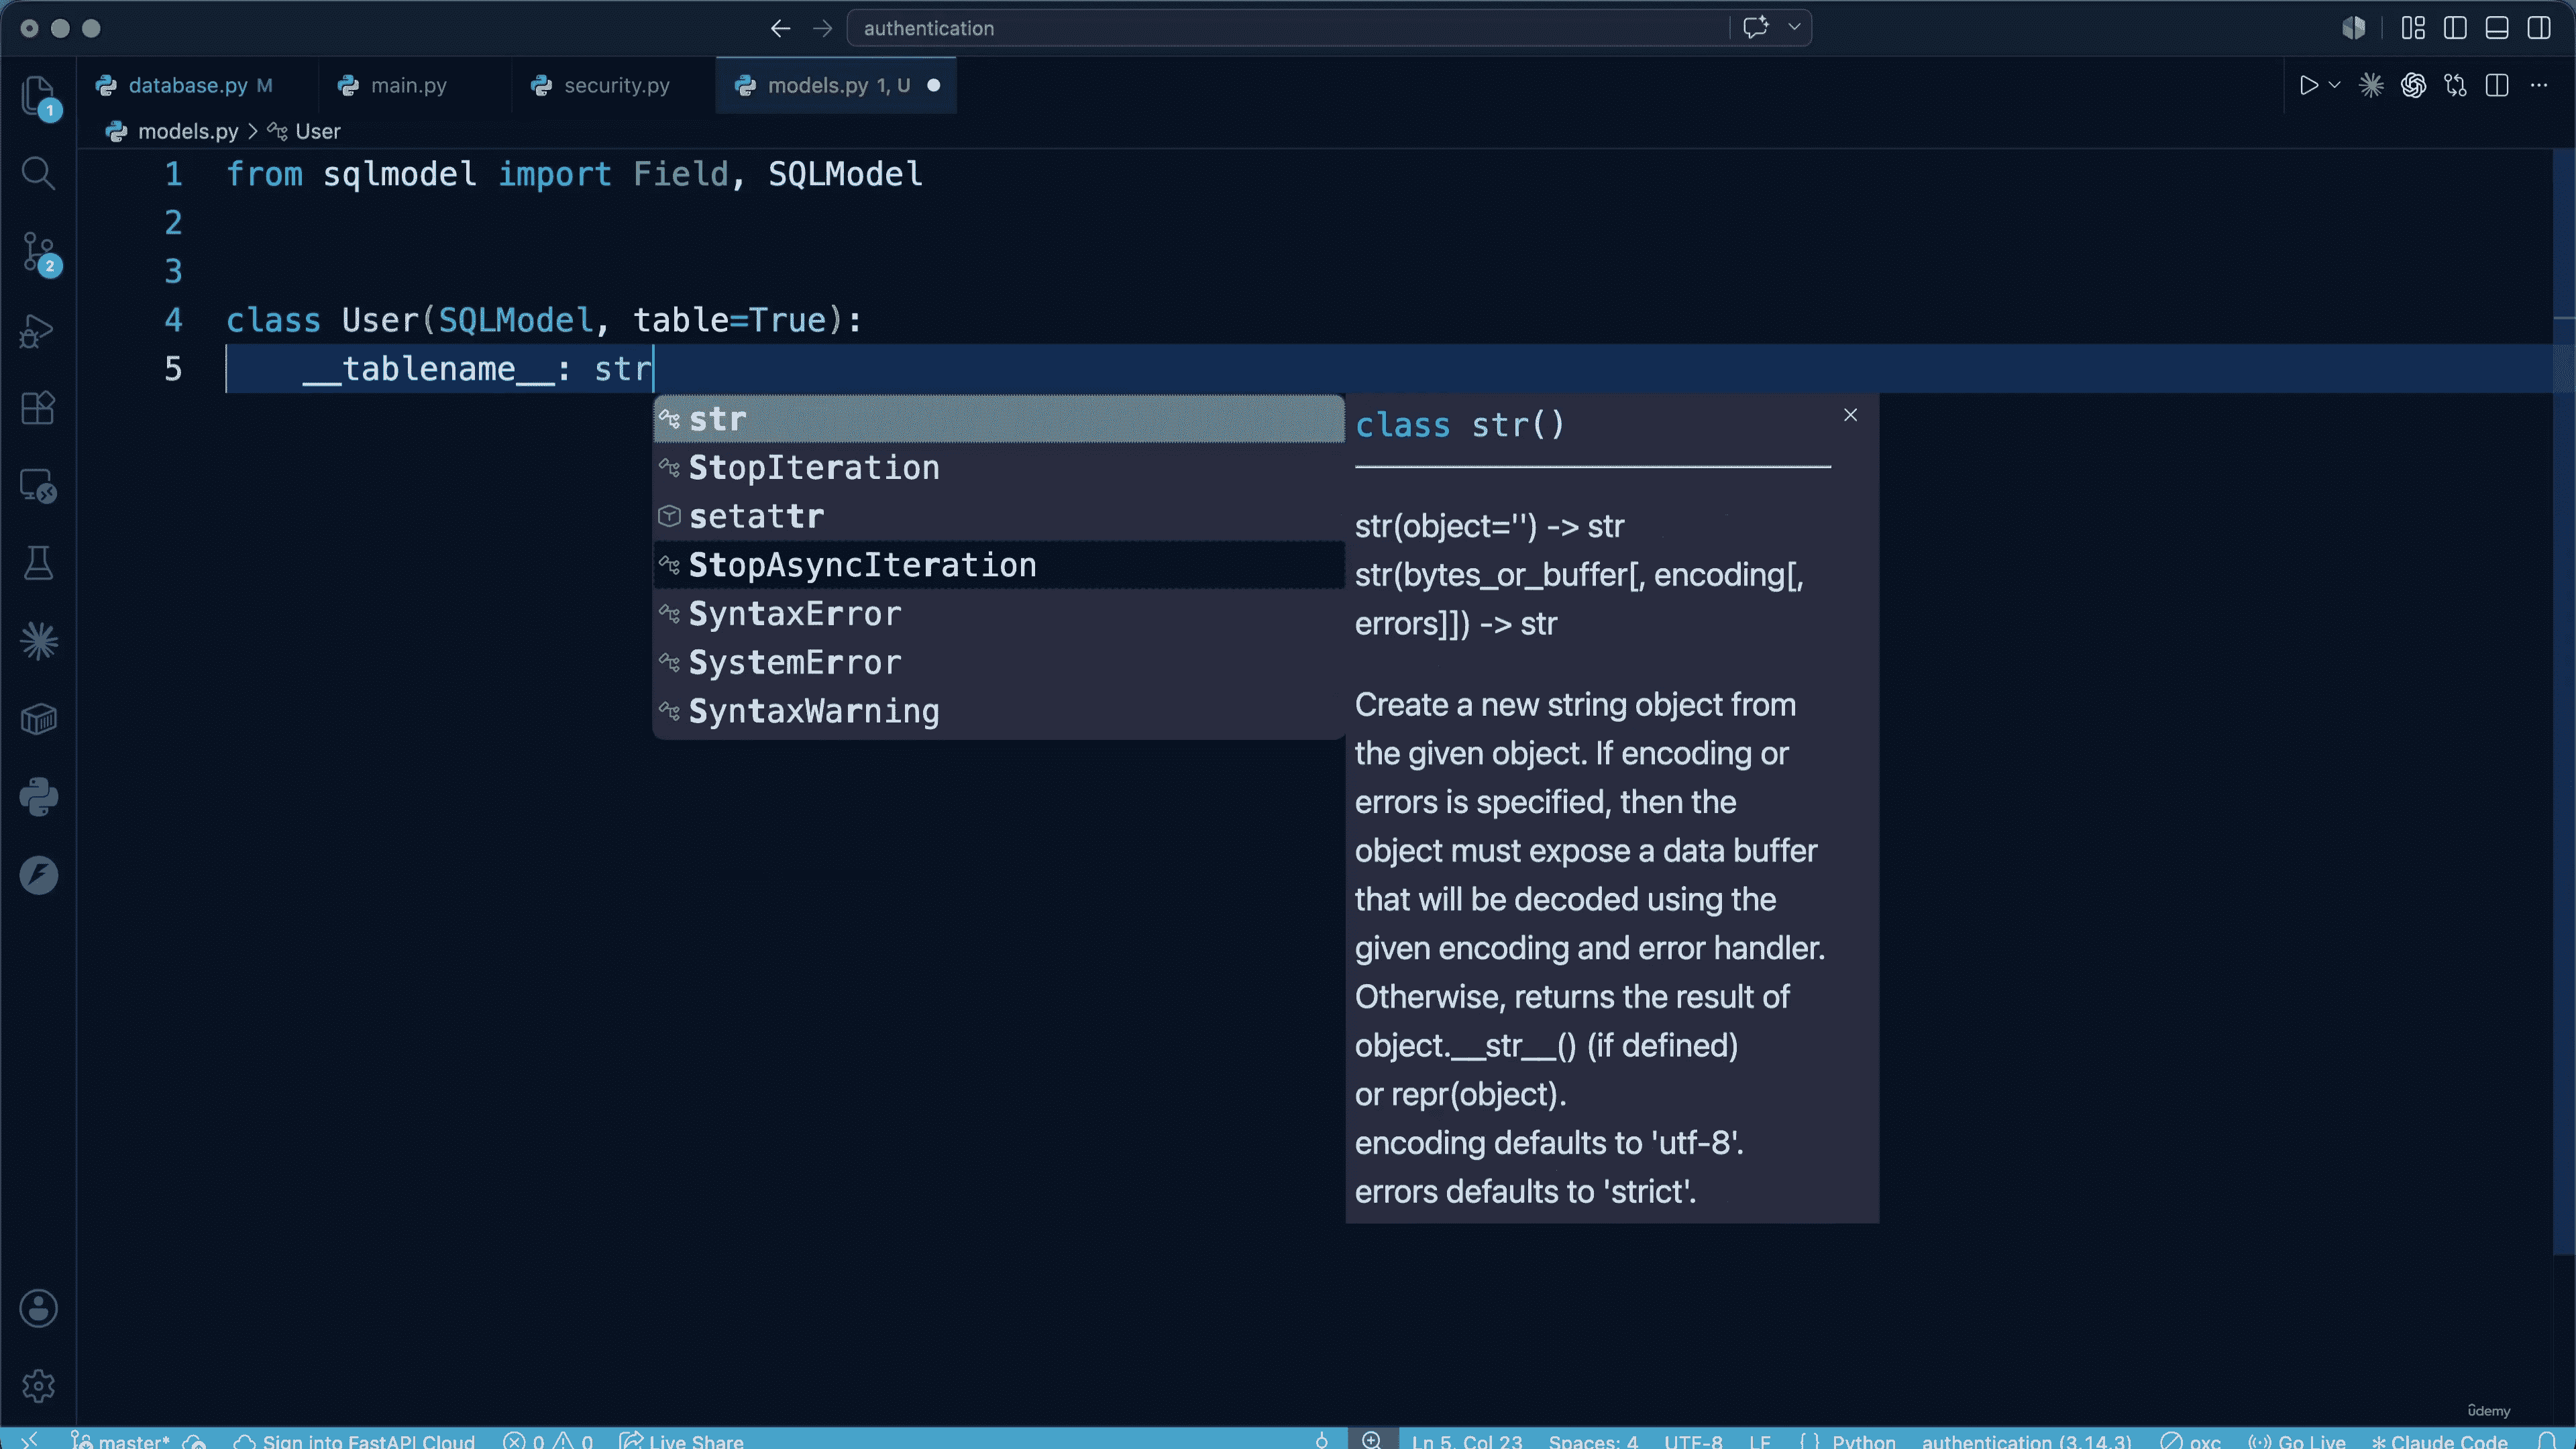 authentication
database.py M
main.py
security.py
models.py 1, U
1
models.py > User
1 from sqlmodel import Field, SQLModel
2
2
3
4 class User(SQLModel, table=True):
5 __tablename__: str
str
StopIteration
setattr
StopAsyncIteration
SyntaxError
SystemError
SyntaxWarning
class str()
str(object='') -> str
str(bytes_or_buffer[, encoding[,
errors]]) -> str
Create a new string object from
the given object. If encoding or
errors is specified, then the
object must expose a data buffer
that will be decoded using the
given encoding and error handler.
Otherwise, returns the result of
object.__str__() (if defined)
or repr(object).
encoding defaults to 'utf-8'.
errors defaults to 'strict'.
ûdemy
master* Sign into FastAPI Cloud 0 0 Live Share Ln 5, Col 23 Spaces: 4 UTF-8 LF { } Python authentication (3.14.3) oxc Go Live Claude Code